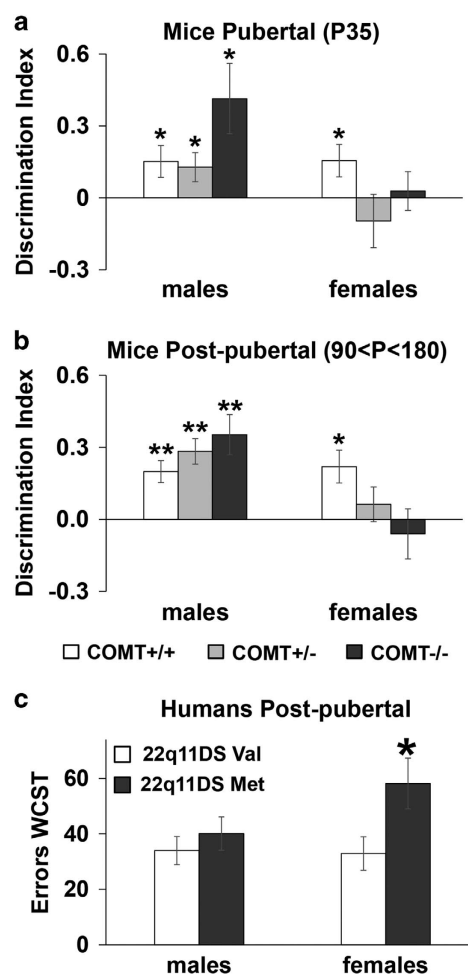 a
Mice Pubertal (P35)
Discrimination Index
0.6
0.3
0
-0.3
* * *
*
males females
b
Mice Post-pubertal (90<P<180)
Discrimination Index
0.6
0.3
0.0
-0.3
** ** **
*
males females
COMT+/+ COMT+/- COMT-/-
c
Humans Post-pubertal
Errors WCST
60
40
20
0
22q11DS Val
22q11DS Met
*
males females